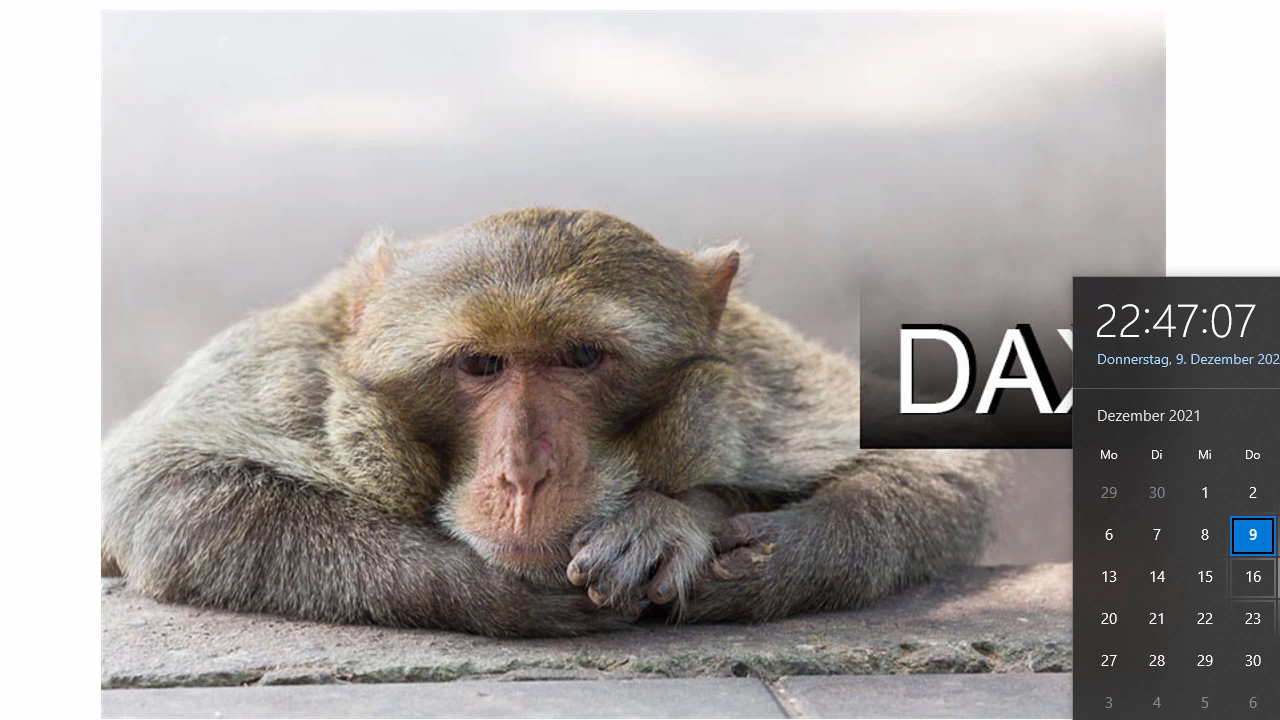 DAX
22:47:07
Donnerstag, 9. Dezember 202
Dezember 2021
Mo Di Mi Do
29 30 1 2
6 7 8 9
13 14 15 16
20 21 22 23
27 28 29 30
3 4 5 6